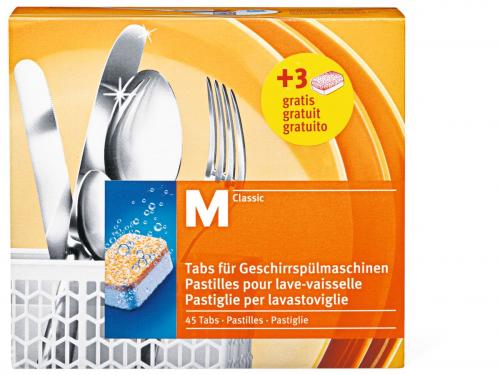 +3
gratis
gratuit
gratuito
M Classic
Tabs für Geschirrspülmaschinen
Pastilles pour lave-vaisselle
Pastiglie per lavastoviglie
45 Tabs · Pastilles · Pastiglie